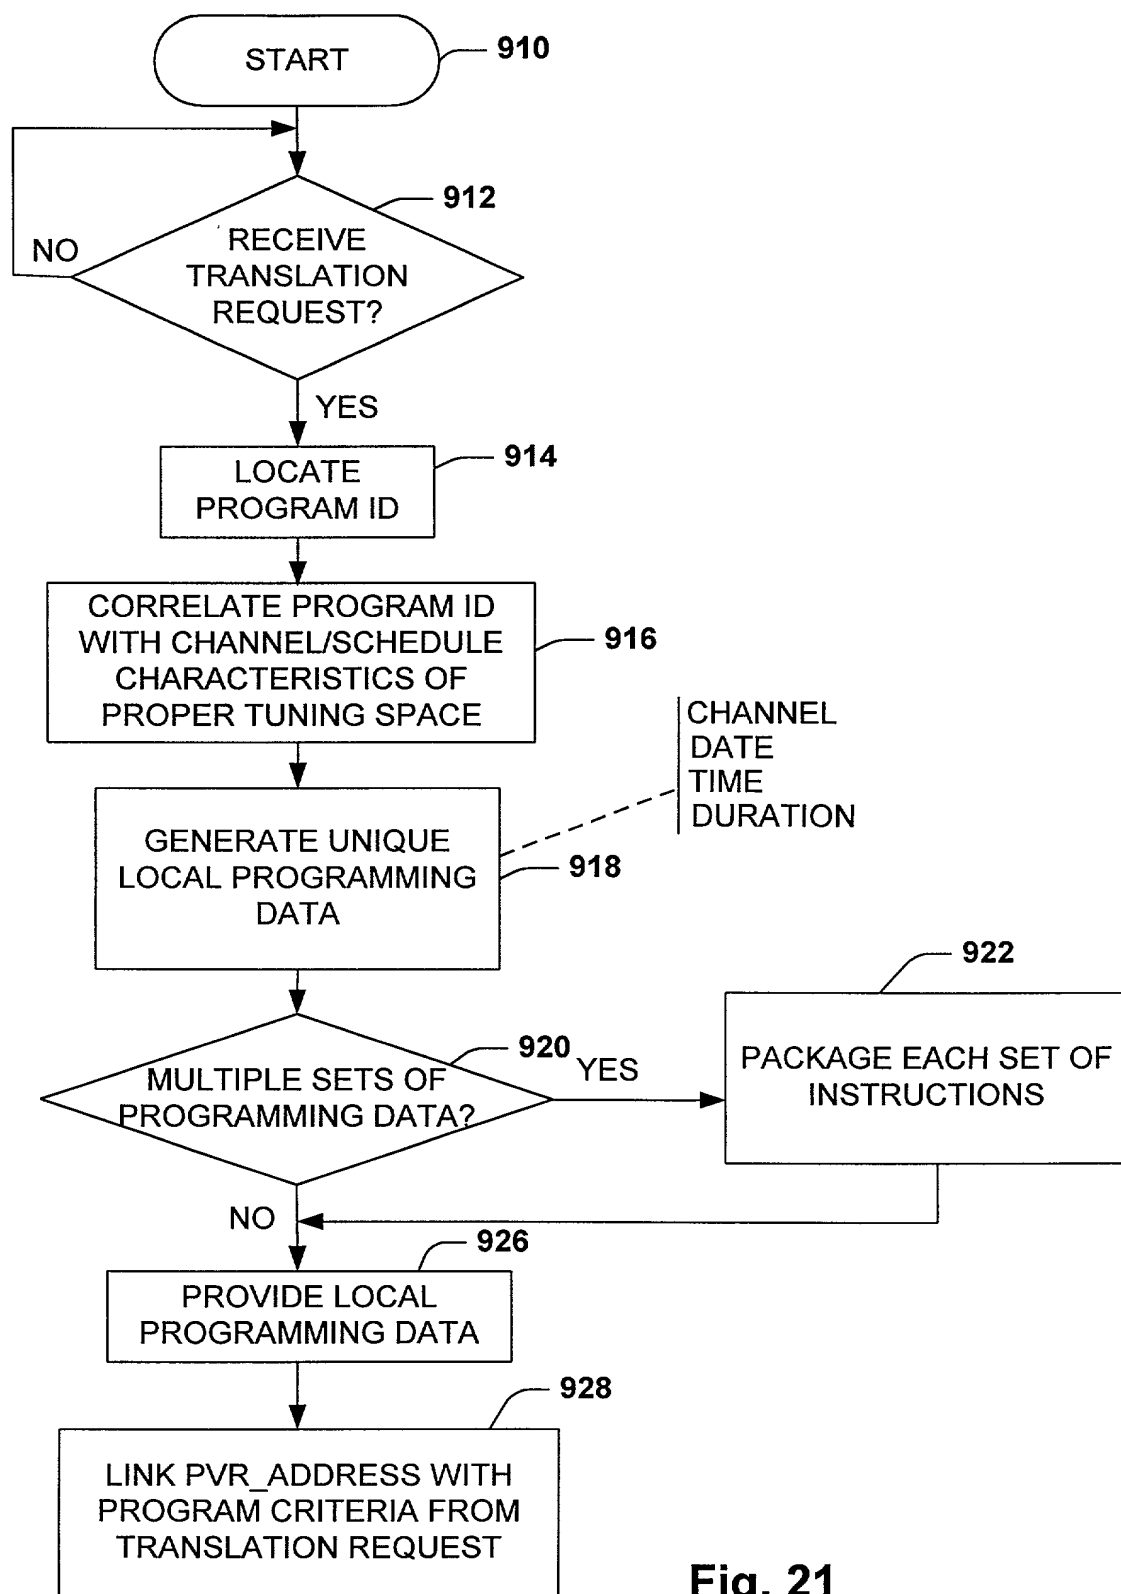 START
910
912
NO
RECEIVE
TRANSLATION
REQUEST?
YES
914
LOCATE
PROGRAM ID
CORRELATE PROGRAM ID
WITH CHANNEL/SCHEDULE
CHARACTERISTICS OF
PROPER TUNING SPACE
916
CHANNEL
DATE
TIME
DURATION
GENERATE UNIQUE
LOCAL PROGRAMMING
DATA
918
922
920
YES
MULTIPLE SETS OF
PROGRAMMING DATA?
PACKAGE EACH SET OF
INSTRUCTIONS
NO
926
PROVIDE LOCAL
PROGRAMMING DATA
928
LINK PVR_ADDRESS WITH
PROGRAM CRITERIA FROM
TRANSLATION REQUEST
Fig. 21